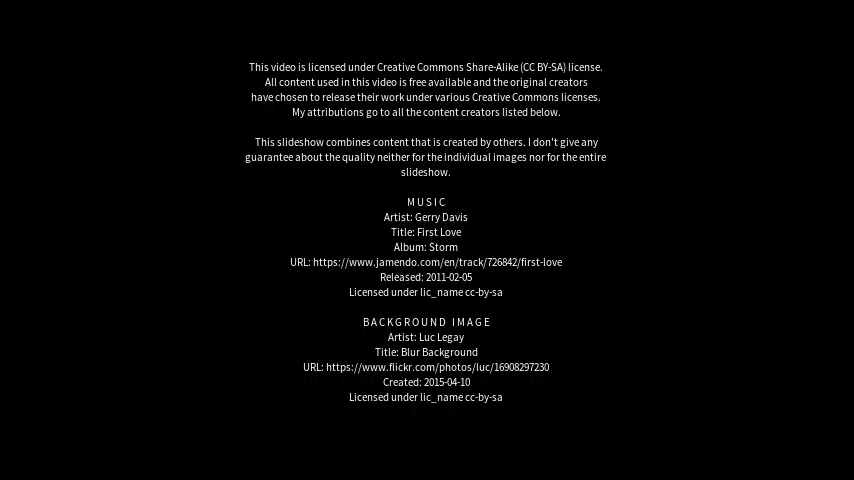 This video is licensed under Creative Commons Share-Alike (CC BY-SA) license.
All content used in this video is free available and the original creators
have chosen to release their work under various Creative Commons licenses.
My attributions go to all the content creators listed below.
This slideshow combines content that is created by others. I don't give any
guarantee about the quality neither for the individual images nor for the entire
slideshow.
MUSIC
Artist: Gerry Davis
Title: First Love
Album: Storm
URL: https://www.jamendo.com/en/track/726842/first-love
Released: 2011-02-05
Licensed under lic_name cc-by-sa
BACKGROUND IMAGE
Artist: Luc Legay
Title: Blur Background
URL: https://www.flickr.com/photos/luc/16908297230
Created: 2015-04-10
Licensed under lic_name cc-by-sa